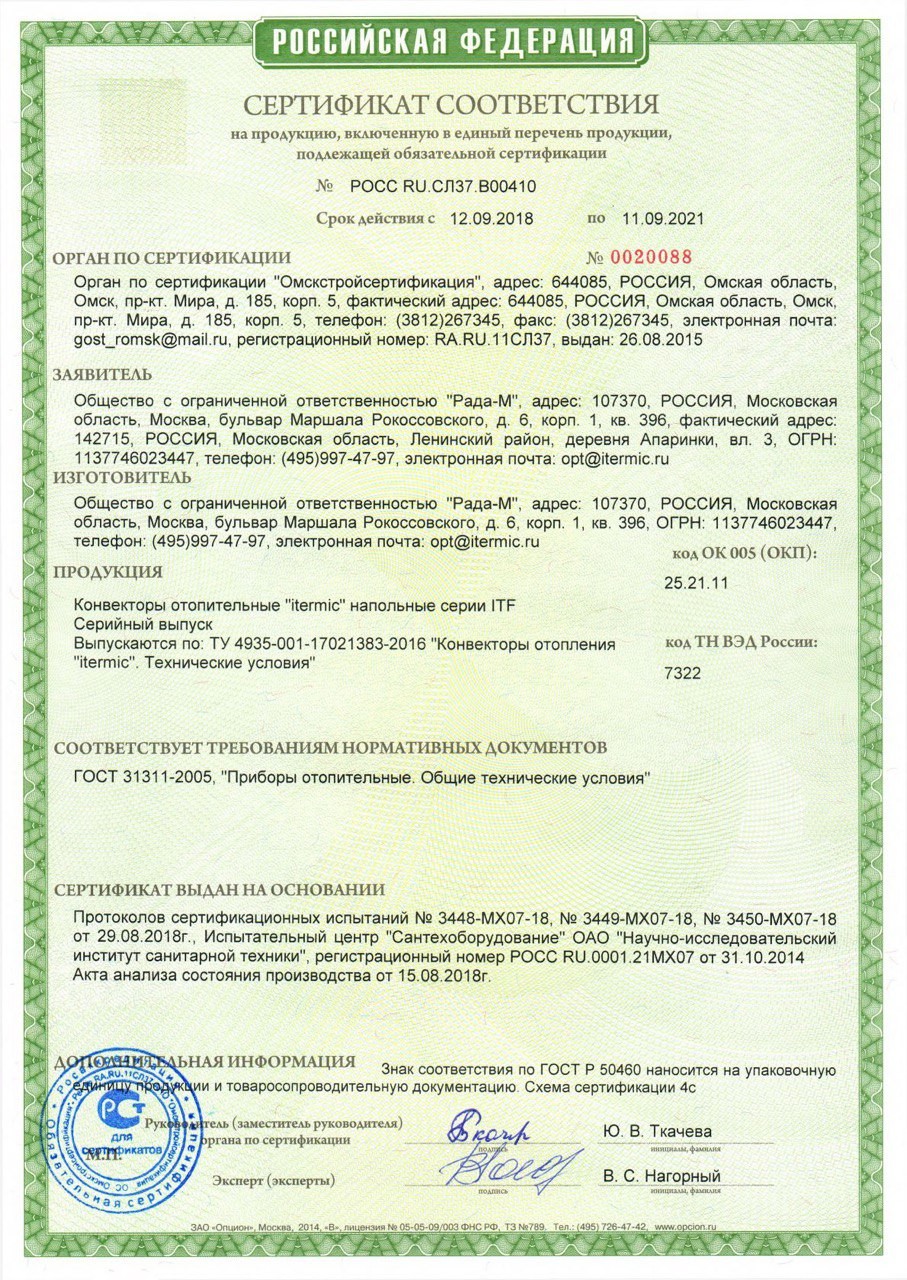 РОССИЙСКАЯ ФЕДЕРАЦИЯ
СЕРТИФИКАТ СООТВЕТСТВИЯ
на продукцию, включенную в единый перечень продукции,
подлежащей обязательной сертификации
№ РОСС RU.СЛ37.В00410
Срок действия с 12.09.2018 по 11.09.2021
ОРГАН ПО СЕРТИФИКАЦИИ № 0020088
Орган по сертификации "Омскстройсертификация", адрес: 644085, РОССИЯ, Омская область,
Омск, пр-кт. Мира, д. 185, корп. 5, фактический адрес: 644085, РОССИЯ, Омская область, Омск,
пр-кт. Мира, д. 185, корп. 5, телефон: (3812)267345, факс: (3812)267345, электронная почта:
gost_romsk@mail.ru, регистрационный номер: RA.RU.11СЛ37, выдан: 26.08.2015
ЗАЯВИТЕЛЬ
Общество с ограниченной ответственностью "Рада-М", адрес: 107370, РОССИЯ, Московская
область, Москва, бульвар Маршала Рокоссовского, д. 6, корп. 1, кв. 396, фактический адрес:
142715, РОССИЯ, Московская область, Ленинский район, деревня Апаринки, вл. 3, ОГРН:
1137746023447, телефон: (495)997-47-97, электронная почта: opt@itermic.ru
ИЗГОТОВИТЕЛЬ
Общество с ограниченной ответственностью "Рада-М", адрес: 107370, РОССИЯ, Московская
область, Москва, бульвар Маршала Рокоссовского, д. 6, корп. 1, кв. 396, ОГРН: 1137746023447,
телефон: (495)997-47-97, электронная почта: opt@itermic.ru
код ОК 005 (ОКП):
ПРОДУКЦИЯ
25.21.11
Конвекторы отопительные "itermic" напольные серии ITF
Серийный выпуск
Выпускаются по: ТУ 4935-001-17021383-2016 "Конвекторы отопления
"itermic". Технические условия"
код ТН ВЭД России:
7322
СООТВЕТСТВУЕТ ТРЕБОВАНИЯМ НОРМАТИВНЫХ ДОКУМЕНТОВ
ГОСТ 31311-2005, "Приборы отопительные. Общие технические условия"
СЕРТИФИКАТ ВЫДАН НА ОСНОВАНИИ
Протоколов сертификационных испытаний № 3448-МХ07-18, № 3449-МХ07-18, № 3450-МХ07-18
от 29.08.2018г., Испытательный центр "Сантехоборудование" ОАО "Научно-исследовательский
институт санитарной техники", регистрационный номер РОСС RU.0001.21МХ07 от 31.10.2014
Акта анализа состояния производства от 15.08.2018г.
ДОПОЛНИТЕЛЬНАЯ ИНФОРМАЦИЯ
Знак соответствия по ГОСТ Р 50460 наносится на упаковочную
единицу продукции и товаросопроводительную документацию. Схема сертификации 4с
Руководитель (заместитель руководителя)
органа по сертификации
подпись
Ю. В. Ткачева
инициалы, фамилия
М.П.
для
сертификатов
Эксперт (эксперты)
подпись
В. С. Нагорный
инициалы, фамилия
ЗАО «Опцион», Москва, 2014, «В», лицензия № 05-05-09/003 ФНС РФ, ТЗ №789. Тел.: (495) 726-47-42, www.opcion.ru